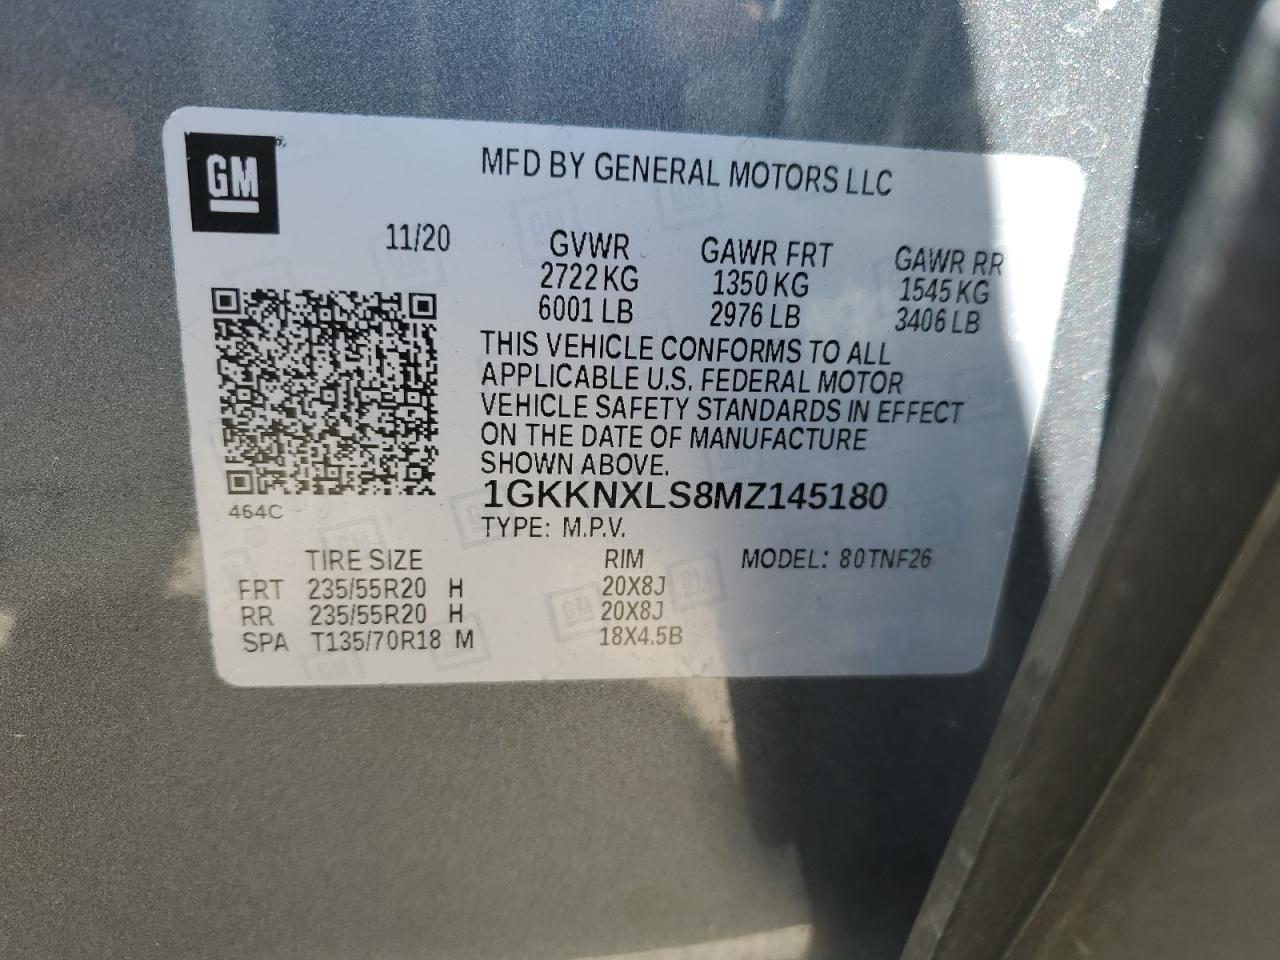 GM
MFD BY GENERAL MOTORS LLC
11/20
GVWR GAWR FRT GAWR RR
2722 KG 1350 KG 1545 KG
6001 LB 2976 LB 3406 LB
THIS VEHICLE CONFORMS TO ALL
APPLICABLE U.S. FEDERAL MOTOR
VEHICLE SAFETY STANDARDS IN EFFECT
ON THE DATE OF MANUFACTURE
SHOWN ABOVE.
1GKKNXLS8MZ145180
464C
TYPE: M.P.V.
TIRE SIZE RIM MODEL: 80TNF26
FRT 235/55R20 H 20X8J
RR 235/55R20 H 20X8J
SPA T135/70R18 M 18X4.5B